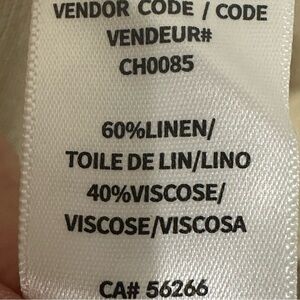 VENDOR CODE / CODE
VENDEUR#
CH0085
60%LINEN/
TOILE DE LIN/LINO
40%VISCOSE/
VISCOSE/VISCOSA
CA# 56266